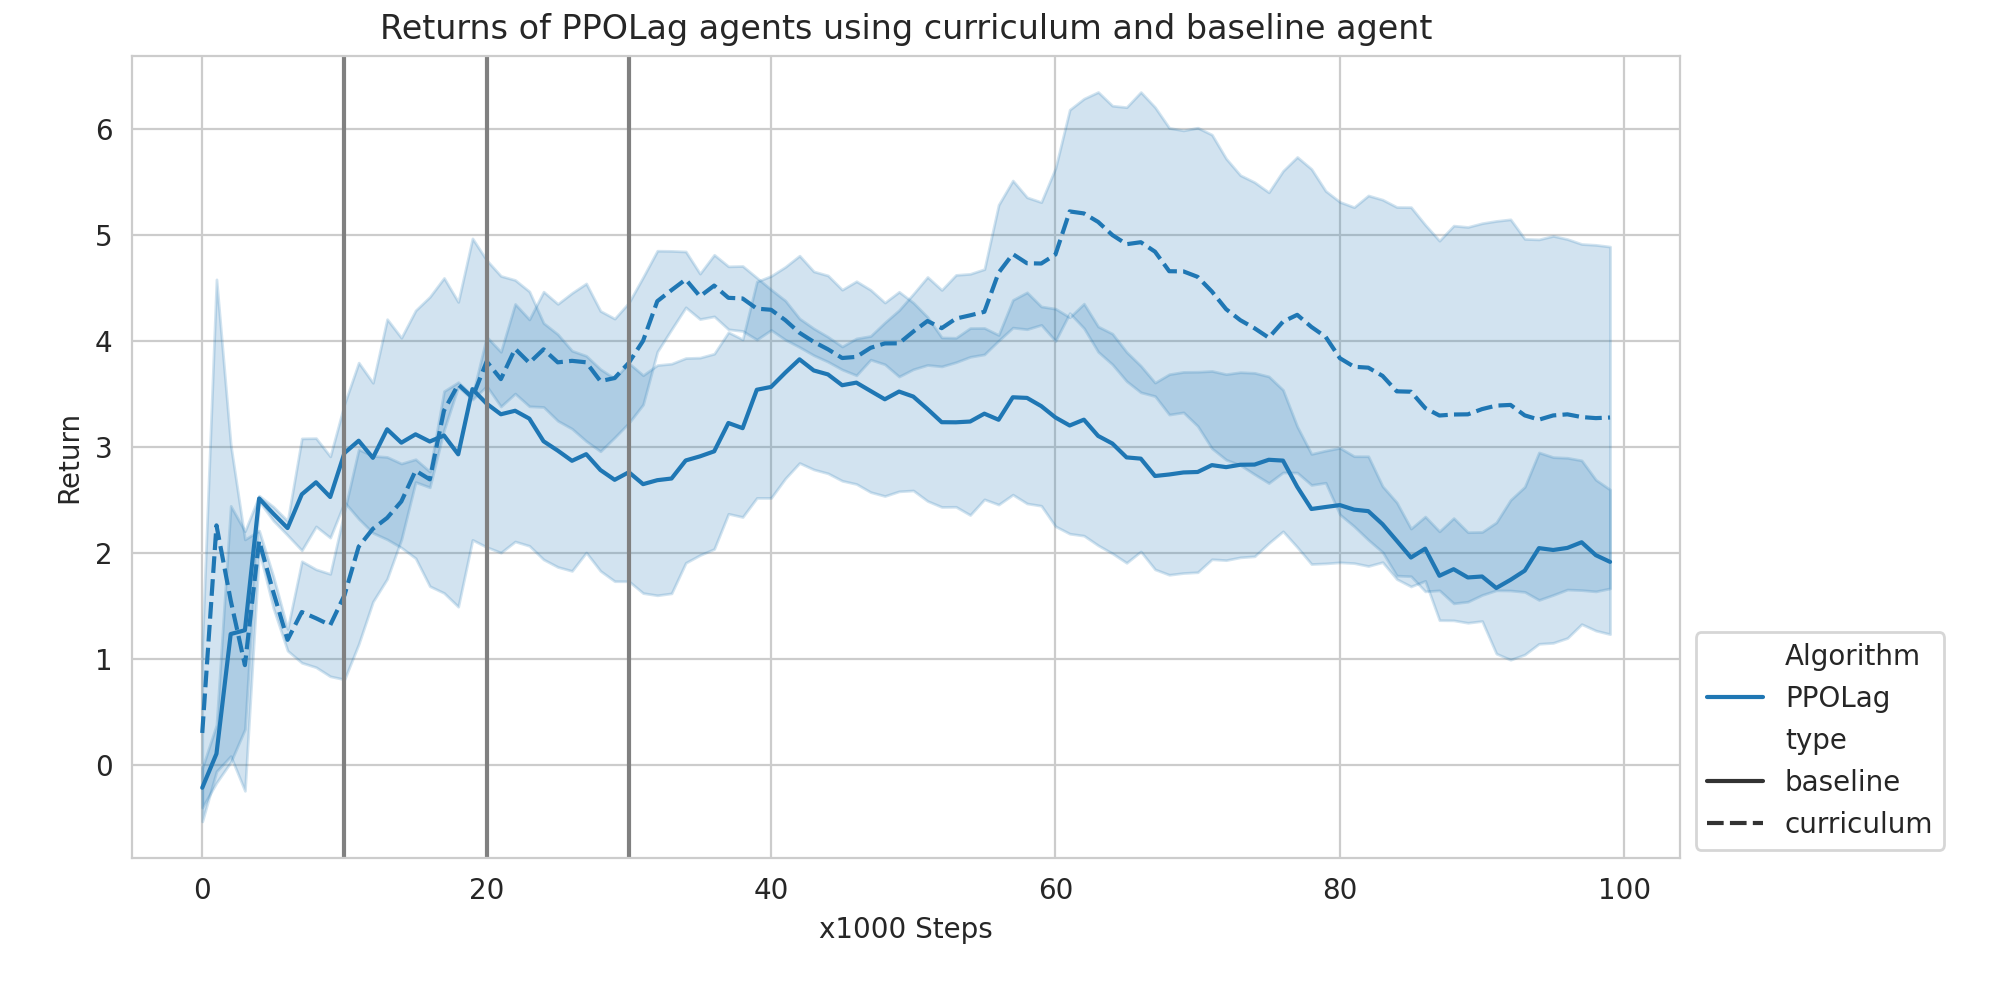 Returns of PPOLag agents using curriculum and baseline agent
Return
6
5
4
3
2
1
0
0 20 40 60 80 100
x1000 Steps
Algorithm
PPOLag
type
baseline
curriculum